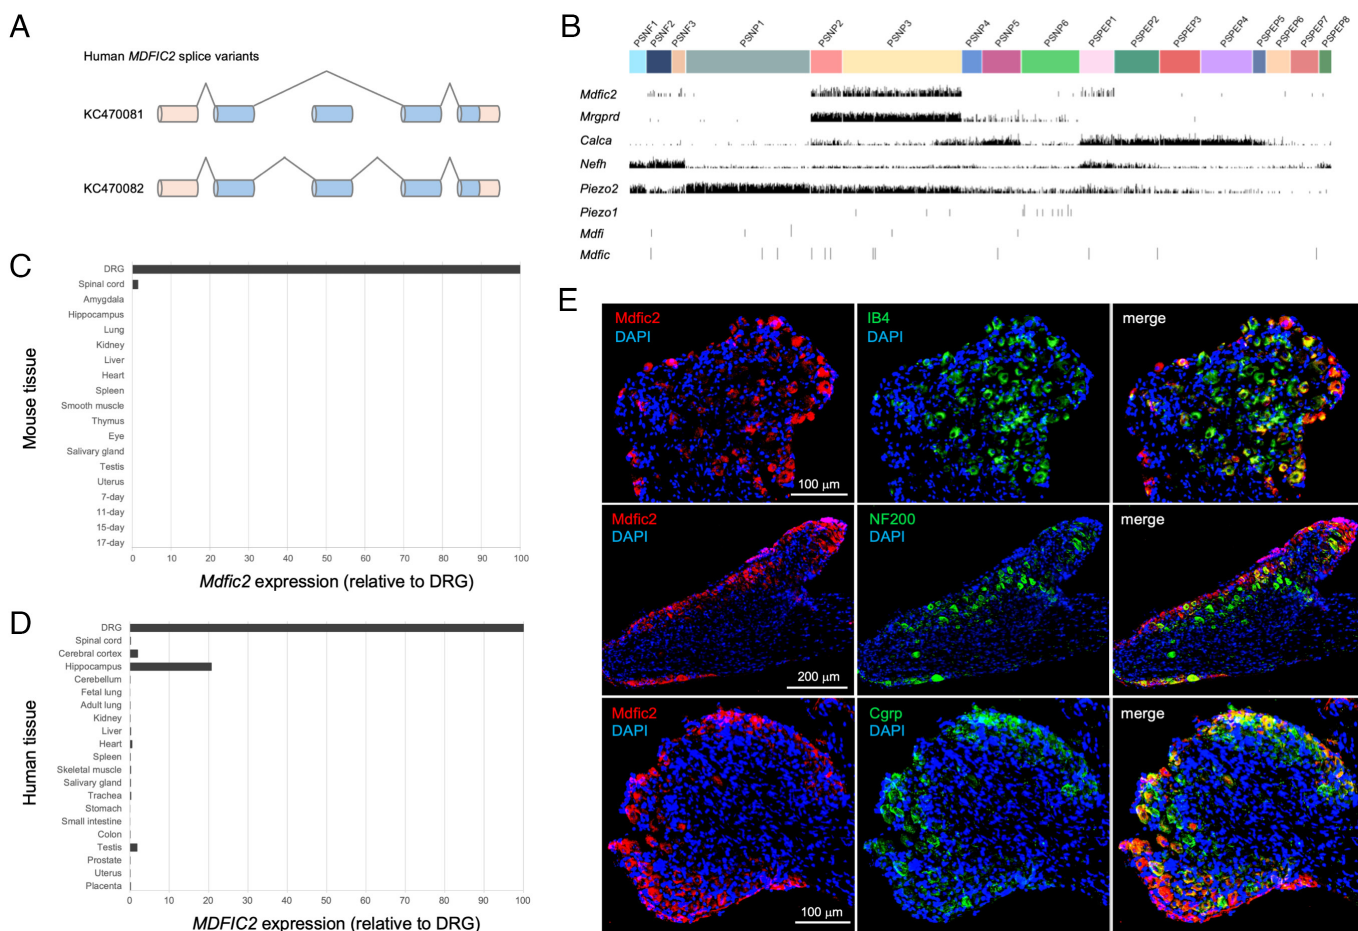 A
Human MDFIC2 splice variants
KC470081
KC470082
B
PSNF1
PSNF2
PSNF3
PSNP1
PSNP2
PSNP3
PSNP4
PSNP5
PSNP6
PSPEP1
PSPEP2
PSPEP3
PSPEP4
PSPEP5
PSPEP6
PSPEP7
PSPEP8
Mdfic2
Mrgprd
Calca
Nefh
Piezo2
Piezo1
Mdfi
Mdfic
C
Mouse tissue
DRG
Spinal cord
Amygdala
Hippocampus
Lung
Kidney
Liver
Heart
Spleen
Smooth muscle
Thymus
Eye
Salivary gland
Testis
Uterus
7-day
11-day
15-day
17-day
0 10 20 30 40 50 60 70 80 90 100
Mdfic2 expression (relative to DRG)
D
Human tissue
DRG
Spinal cord
Cerebral cortex
Hippocampus
Cerebellum
Fetal lung
Adult lung
Kidney
Liver
Heart
Spleen
Skeletal muscle
Salivary gland
Trachea
Stomach
Small intestine
Colon
Testis
Prostate
Uterus
Placenta
0 10 20 30 40 50 60 70 80 90 100
MDFIC2 expression (relative to DRG)
E
Mdfic2
DAPI
100 μm
IB4
DAPI
merge
Mdfic2
DAPI
200 μm
NF200
DAPI
merge
Mdfic2
DAPI
100 μm
Cgrp
DAPI
merge